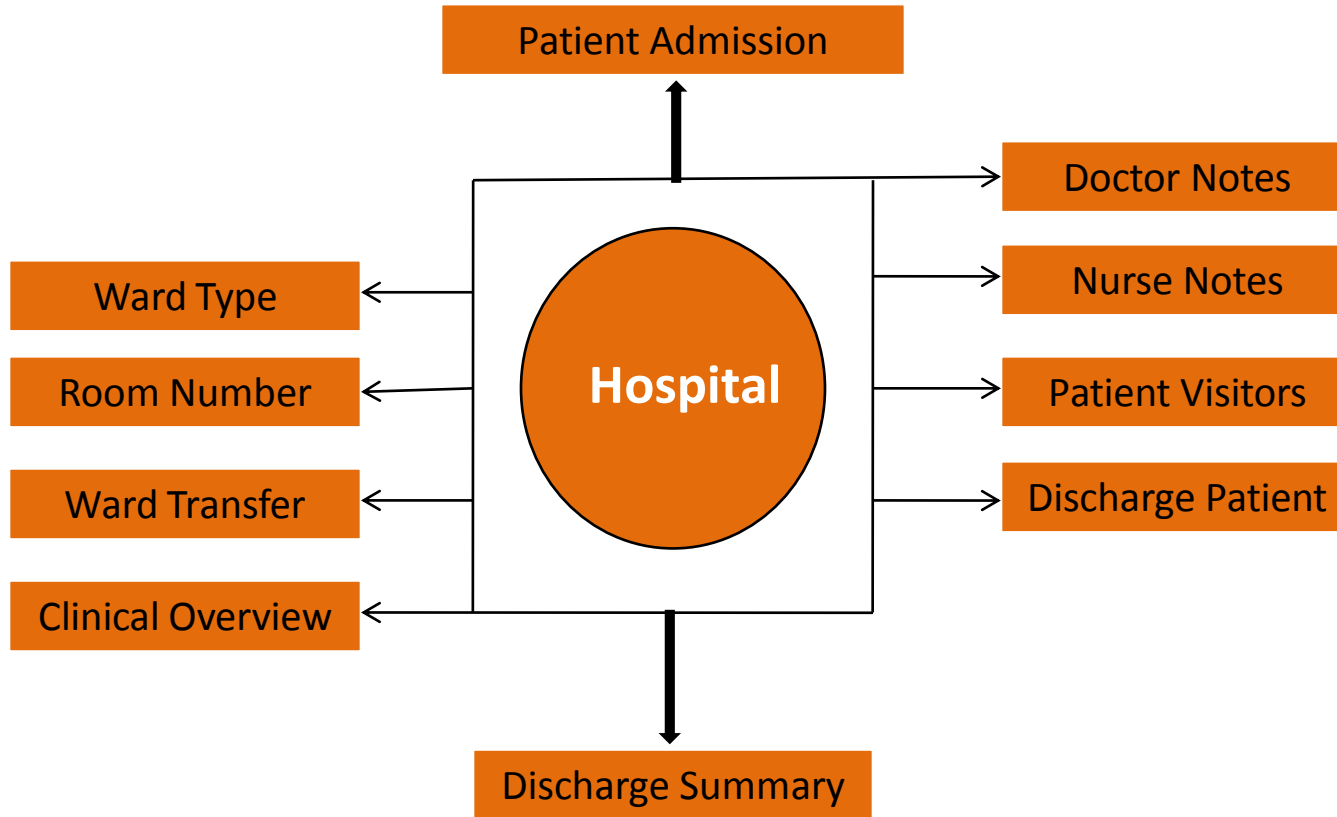 Patient Admission
Doctor Notes
Ward Type
Nurse Notes
Room Number
Hospital
Patient Visitors
Ward Transfer
Discharge Patient
Clinical Overview
Discharge Summary